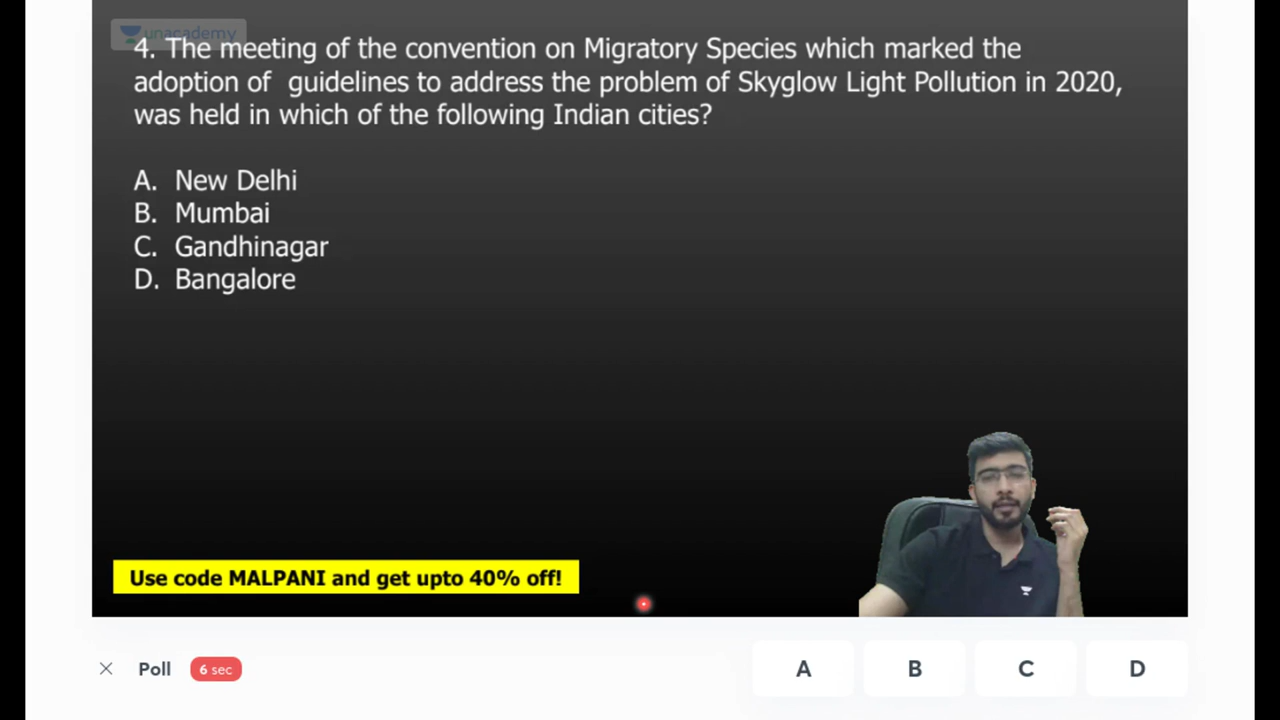 unacademy
4. The meeting of the convention on Migratory Species which marked the
adoption of guidelines to address the problem of Skyglow Light Pollution in 2020,
was held in which of the following Indian cities?
A. New Delhi
B. Mumbai
C. Gandhinagar
D. Bangalore
Use code MALPANI and get upto 40% off!
Poll 6 sec A B C D